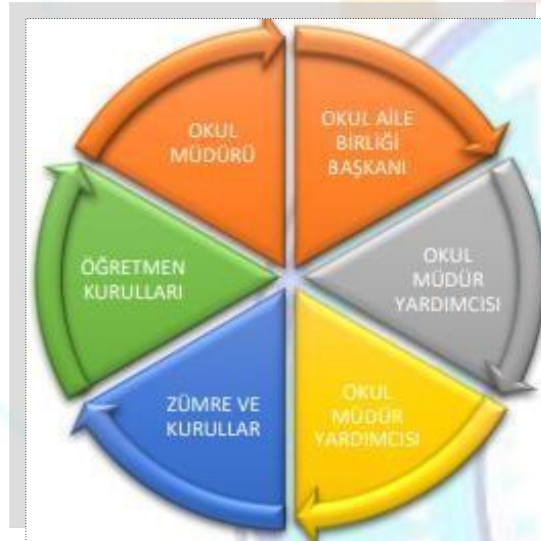 OKUL
MÜDÜRÜ
OKUL AİLE
BİRLİĞİ
BAŞKANI
OKUL
MÜDÜR
YARDIMCISI
OKUL
MÜDÜR
YARDIMCISI
ZÜMRE VE
KURULLAR
ÖĞRETMEN
KURULLARI